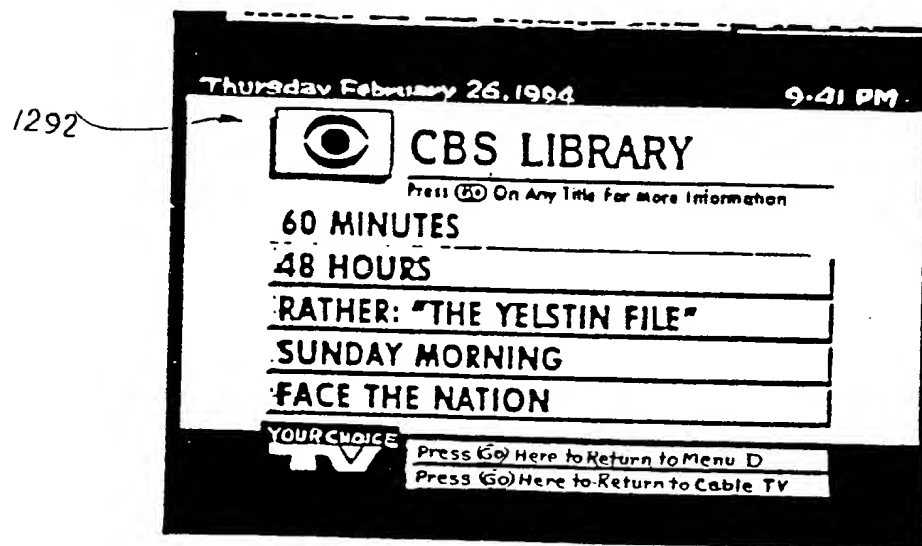 Thursday February 26, 1994 9:41 PM
1292
CBS LIBRARY
Press GO On Any Title For More Information
60 MINUTES
48 HOURS
RATHER: "THE YELSTIN FILE"
SUNDAY MORNING
FACE THE NATION
YOUR CHOICE
TV
Press Go Here to Return to Menu D
Press Go Here to Return to Cable TV